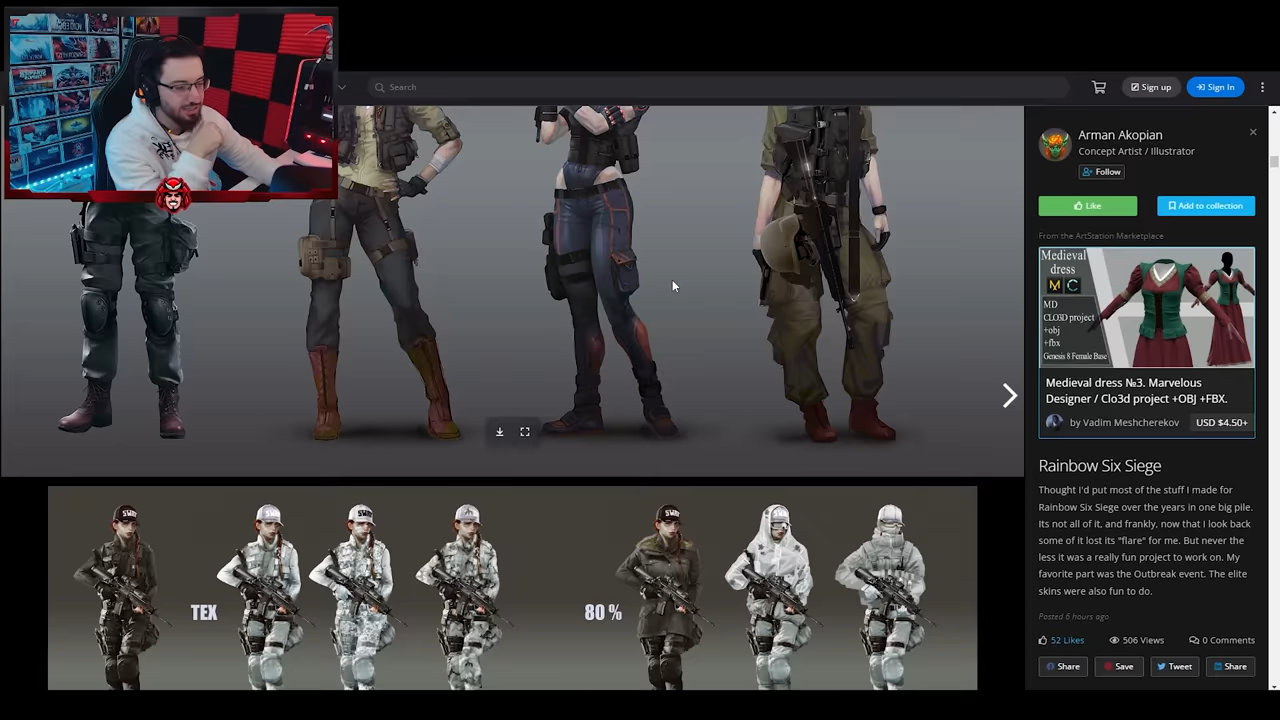 Search
Sign up
Sign In
Arman Akopian
Concept Artist / Illustrator
Follow
Like
Add to collection
From the ArtStation Marketplace
Medieval
dress
MD
CLO3D project
+obj
+fbx
Genesis 8 Female Base
Medieval dress №3. Marvelous
Designer / Clo3d project +OBJ +FBX.
by Vadim Meshcherekov
USD $4.50+
Rainbow Six Siege
Thought I'd put most of the stuff I made for
Rainbow Six Siege over the years in one big pile.
Its not all of it, and frankly, now that I look back
some of it lost its "flare" for me. But never the
less it was a really fun project to work on. My
favorite part was the Outbreak event. The elite
skins were also fun to do.
Posted 6 hours ago
52 Likes
506 Views
0 Comments
Share
Save
Tweet
Share
TEX
80 %